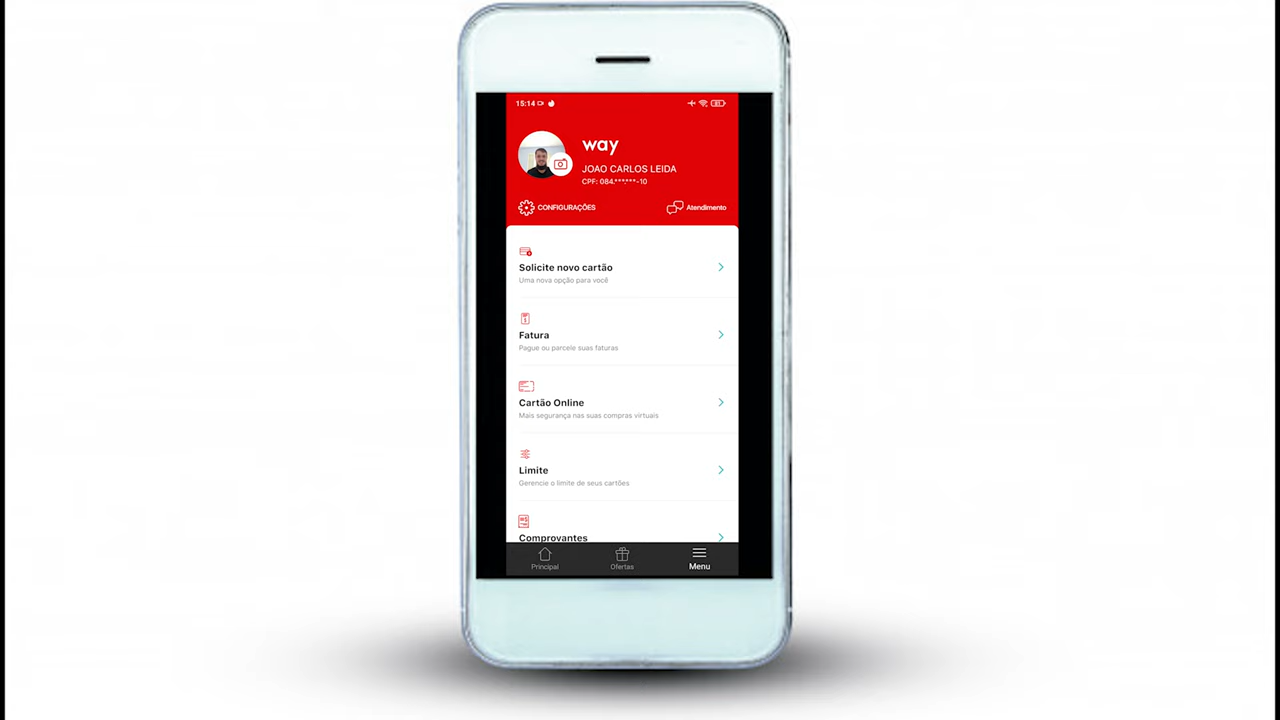 15:14
way
JOAO CARLOS LEIDA
CPF: 084.***.***-10
CONFIGURAÇÕES
Atendimento
Solicite novo cartão
Uma nova opção para você
Fatura
Pague ou parcele suas faturas
Cartão Online
Mais segurança nas suas compras virtuais
Limite
Gerencie o limite de seus cartões
Comprovantes
Principal
Ofertas
Menu